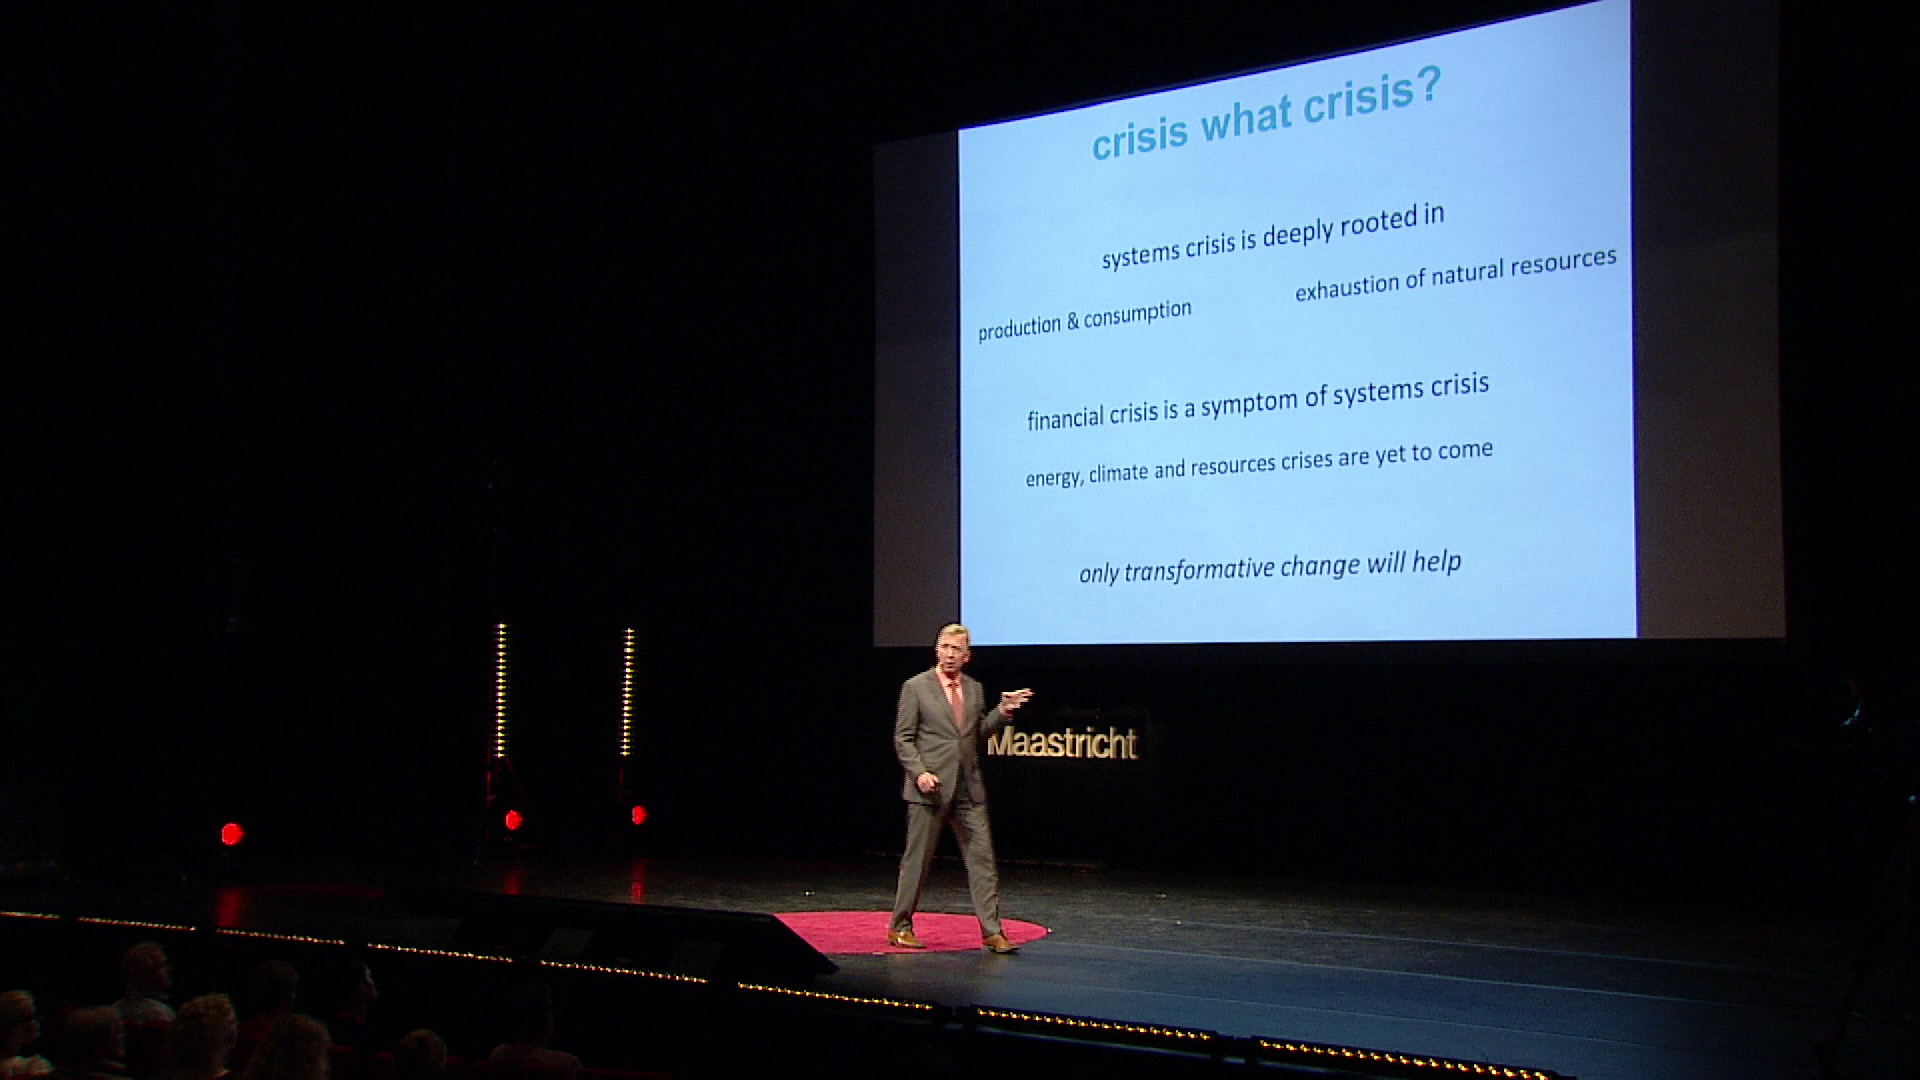 crisis what crisis?
systems crisis is deeply rooted in
production & consumption
exhaustion of natural resources
financial crisis is a symptom of systems crisis
energy, climate and resources crises are yet to come
only transformative change will help
Maastricht